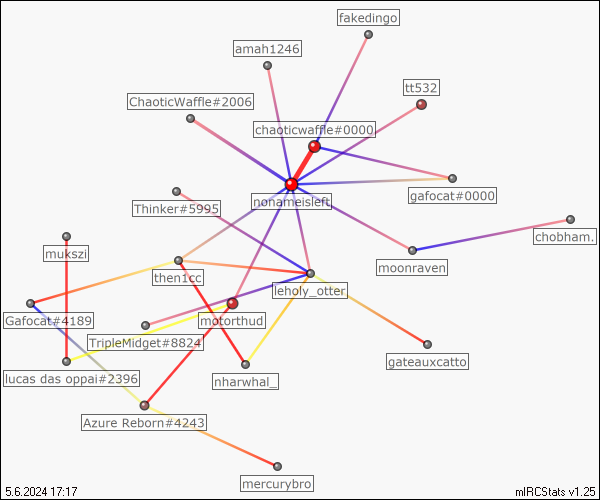 fakedingo
amah1246
tt532
ChaoticWaffle#2006
chaoticwaffle#0000
gafocat#0000
nonameisleft
Thinker#5995
chobham.
mukszi
moonraven
then1cc
leholy_otter
Gafocat#4189
motorthud
TripleMidget#8824
gateauxcatto
lucas das oppai#2396
nharwhal_
Azure Reborn#4243
mercurybro
5.6.2024 17:17
mIRCStats v1.25